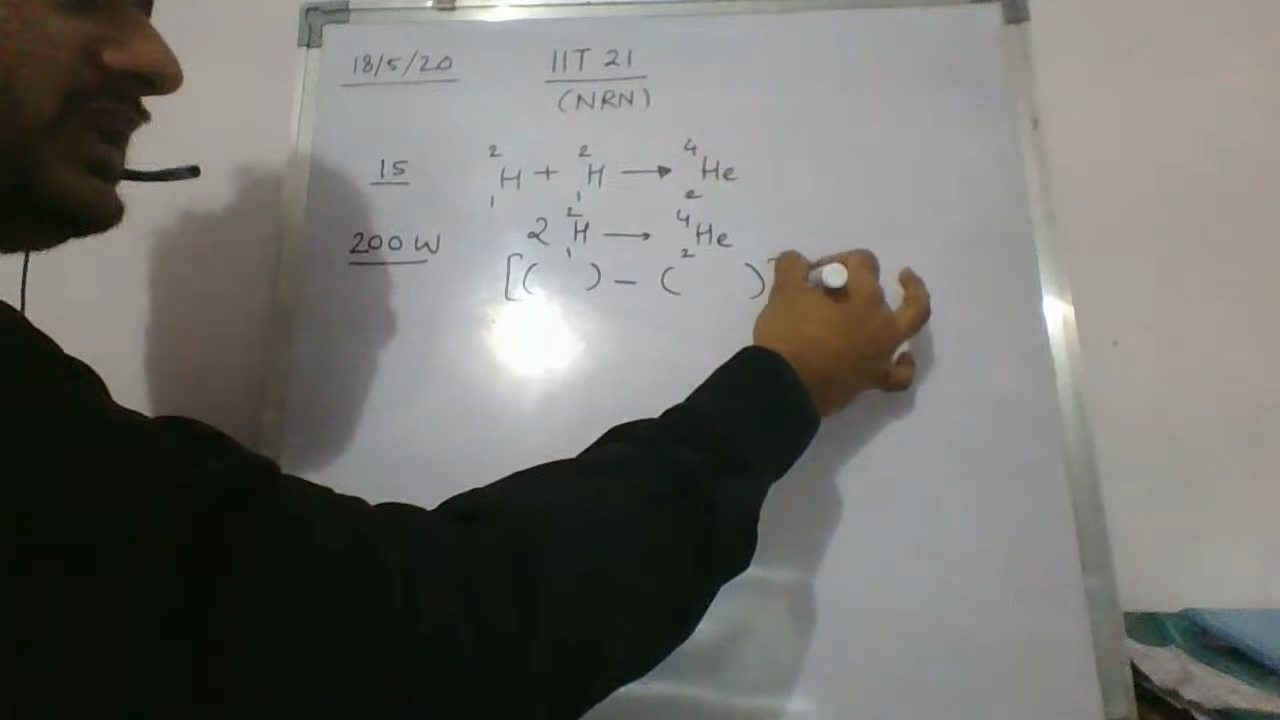 18/5/20 IIT 21
(NRN)
15 ²₁H + ²₁H → ⁴₂He
200 W 2 ²₁H → ⁴₂He
[( ) - ( )